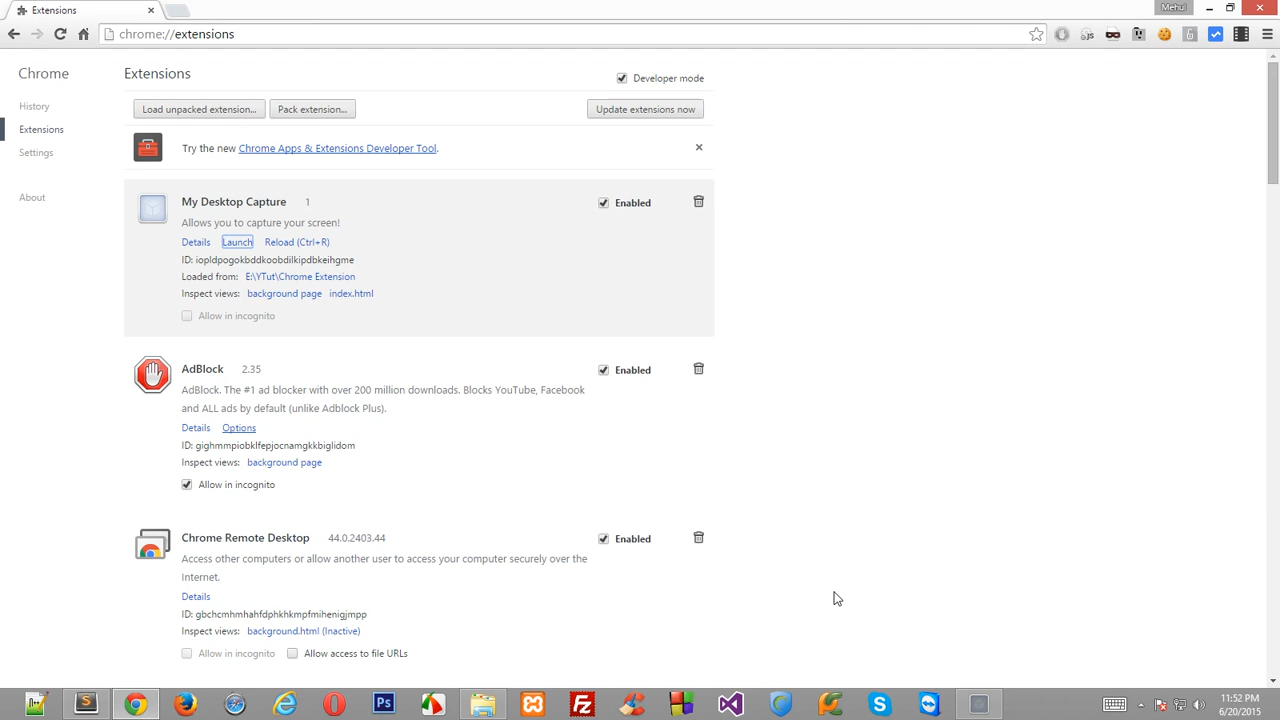 Extensions
Mehul
chrome://extensions
Chrome
Extensions
Developer mode
History
Load unpacked extension...
Pack extension...
Update extensions now
Extensions
Settings
Try the new Chrome Apps & Extensions Developer Tool.
About
My Desktop Capture 1
Enabled
Allows you to capture your screen!
Details Launch Reload (Ctrl+R)
ID: iopldpogokbddkoobdilkipdbkeihgme
Loaded from: E:\YTut\Chrome Extension
Inspect views: background page index.html
Allow in incognito
AdBlock 2.35
Enabled
AdBlock. The #1 ad blocker with over 200 million downloads. Blocks YouTube, Facebook
and ALL ads by default (unlike Adblock Plus).
Details Options
ID: gighmmpiobklfepjocnamgkkbiglidom
Inspect views: background page
Allow in incognito
Chrome Remote Desktop 44.0.2403.44
Enabled
Access other computers or allow another user to access your computer securely over the
Internet.
Details
ID: gbchcmhmhahfdphkhkmpfmihenigjmpp
Inspect views: background.html (Inactive)
Allow in incognito Allow access to file URLs
Ps
Fz
11:52 PM
6/20/2015